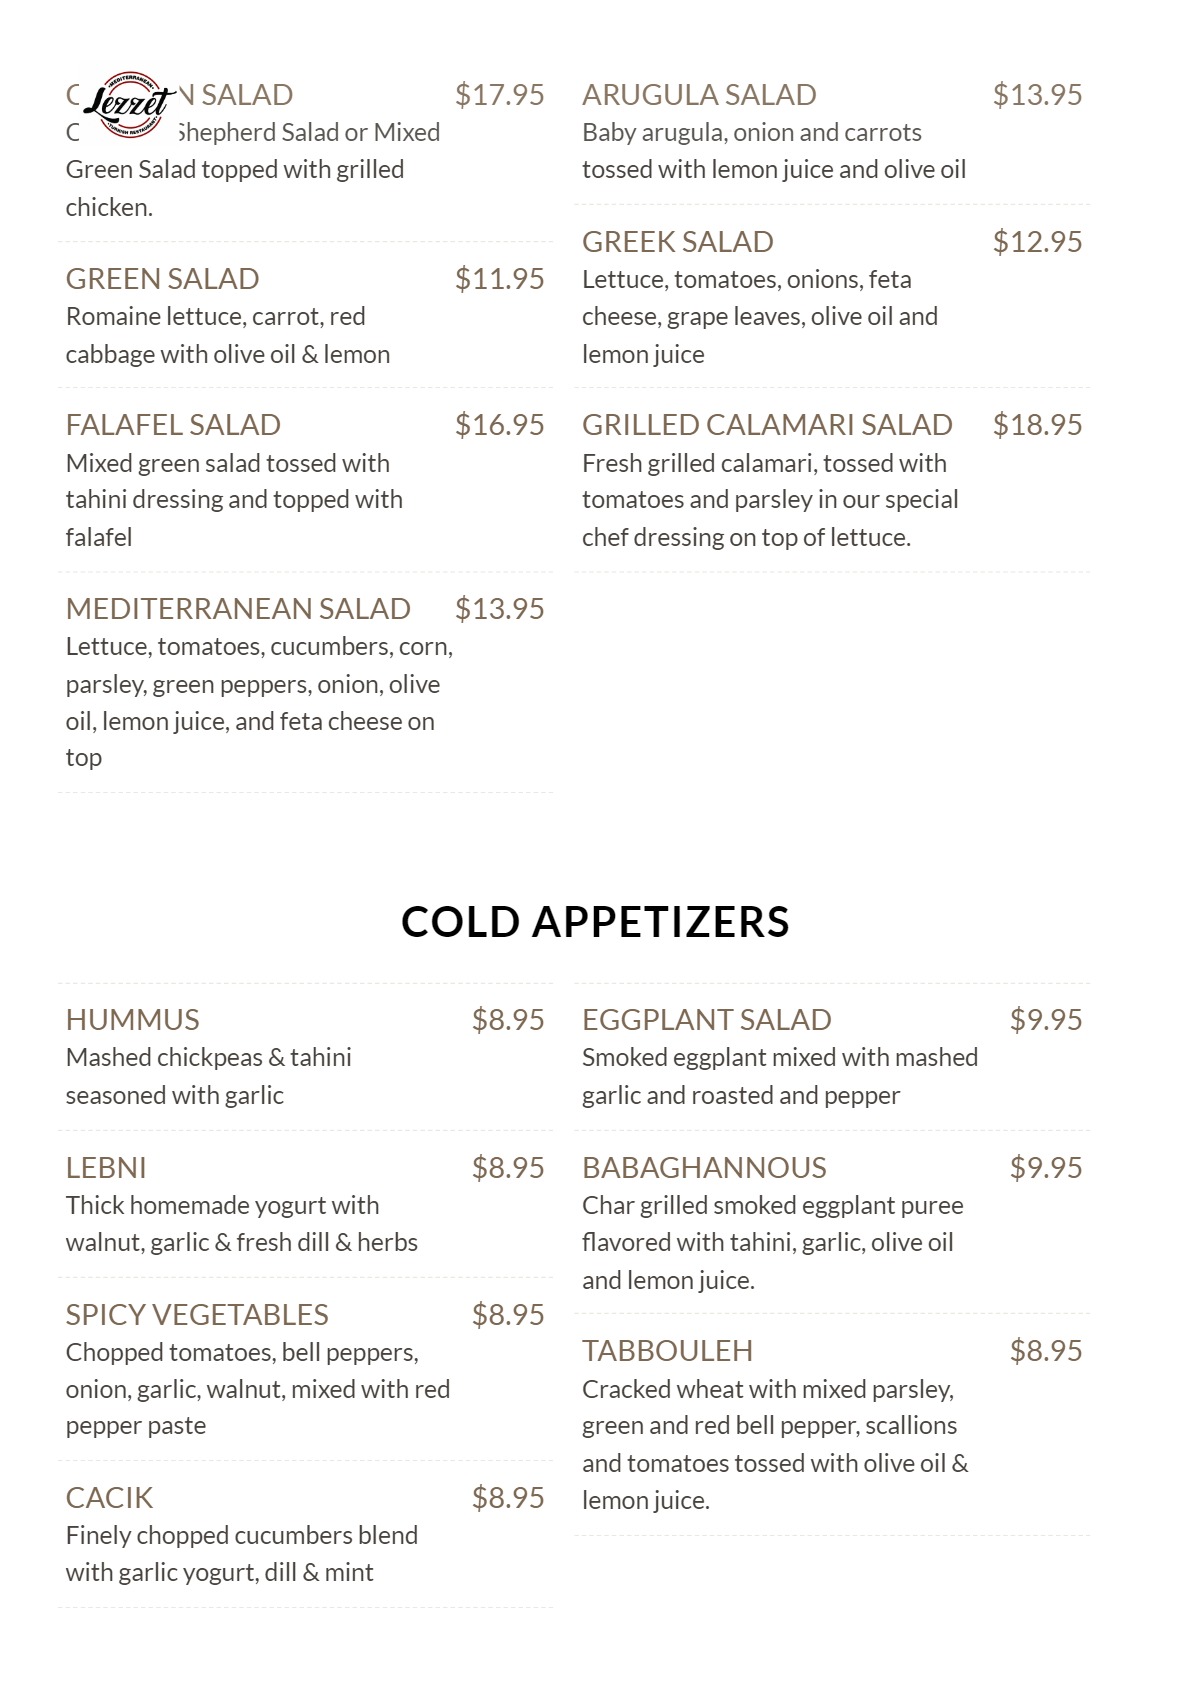 MEDITERRANEAN
Lezzet
TURKISH RESTAURANT
SALAD $17.95
Shepherd Salad or Mixed
Green Salad topped with grilled
chicken.
GREEN SALAD $11.95
Romaine lettuce, carrot, red
cabbage with olive oil & lemon
FALAFEL SALAD $16.95
Mixed green salad tossed with
tahini dressing and topped with
falafel
MEDITERRANEAN SALAD $13.95
Lettuce, tomatoes, cucumbers, corn,
parsley, green peppers, onion, olive
oil, lemon juice, and feta cheese on
top
ARUGULA SALAD $13.95
Baby arugula, onion and carrots
tossed with lemon juice and olive oil
GREEK SALAD $12.95
Lettuce, tomatoes, onions, feta
cheese, grape leaves, olive oil and
lemon juice
GRILLED CALAMARI SALAD $18.95
Fresh grilled calamari, tossed with
tomatoes and parsley in our special
chef dressing on top of lettuce.
COLD APPETIZERS
HUMMUS $8.95
Mashed chickpeas & tahini
seasoned with garlic
LEBNI $8.95
Thick homemade yogurt with
walnut, garlic & fresh dill & herbs
SPICY VEGETABLES $8.95
Chopped tomatoes, bell peppers,
onion, garlic, walnut, mixed with red
pepper paste
CACIK $8.95
Finely chopped cucumbers blend
with garlic yogurt, dill & mint
EGGPLANT SALAD $9.95
Smoked eggplant mixed with mashed
garlic and roasted and pepper
BABAGHANNOUS $9.95
Char grilled smoked eggplant puree
flavored with tahini, garlic, olive oil
and lemon juice.
TABBOULEH $8.95
Cracked wheat with mixed parsley,
green and red bell pepper, scallions
and tomatoes tossed with olive oil &
lemon juice.